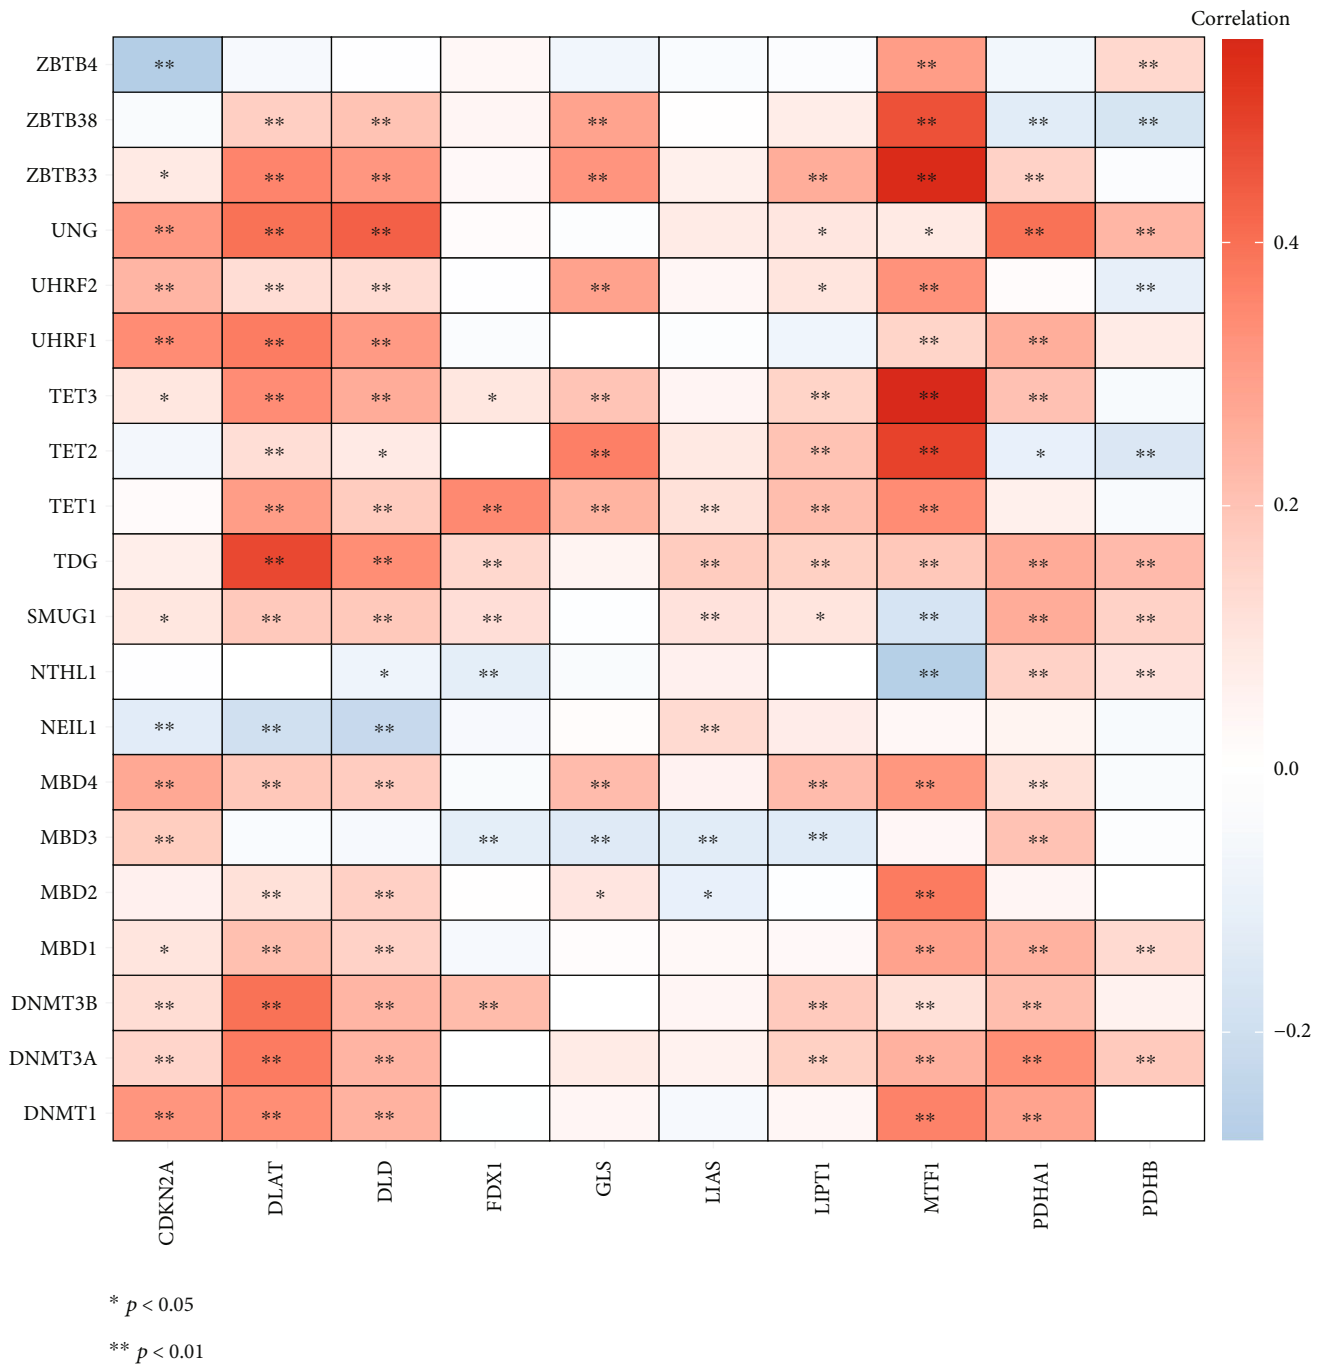 Correlation
ZBTB4 ** ** **
ZBTB38 ** ** ** ** ** **
ZBTB33 * ** ** ** ** ** **
UNG ** ** ** * * ** **
0.4
UHRF2 ** ** ** ** * ** **
UHRF1 ** ** ** ** **
TET3 * ** ** * ** ** ** **
TET2 ** * ** ** ** * **
TET1 ** ** ** ** ** ** **
0.2
TDG ** ** ** ** ** ** ** **
SMUG1 * ** ** ** ** * ** ** **
NTHL1 * ** ** ** **
NEIL1 ** ** ** **
MBD4 ** ** ** ** ** ** **
0.0
MBD3 ** ** ** ** ** **
MBD2 ** ** * * **
MBD1 * ** ** ** ** **
DNMT3B ** ** ** ** ** ** **
−0.2
DNMT3A ** ** ** ** ** ** **
DNMT1 ** ** ** ** **
CDKN2A DLAT DLD FDX1 GLS LIAS LIPT1 MTF1 PDHA1 PDHB
* p < 0.05
** p < 0.01